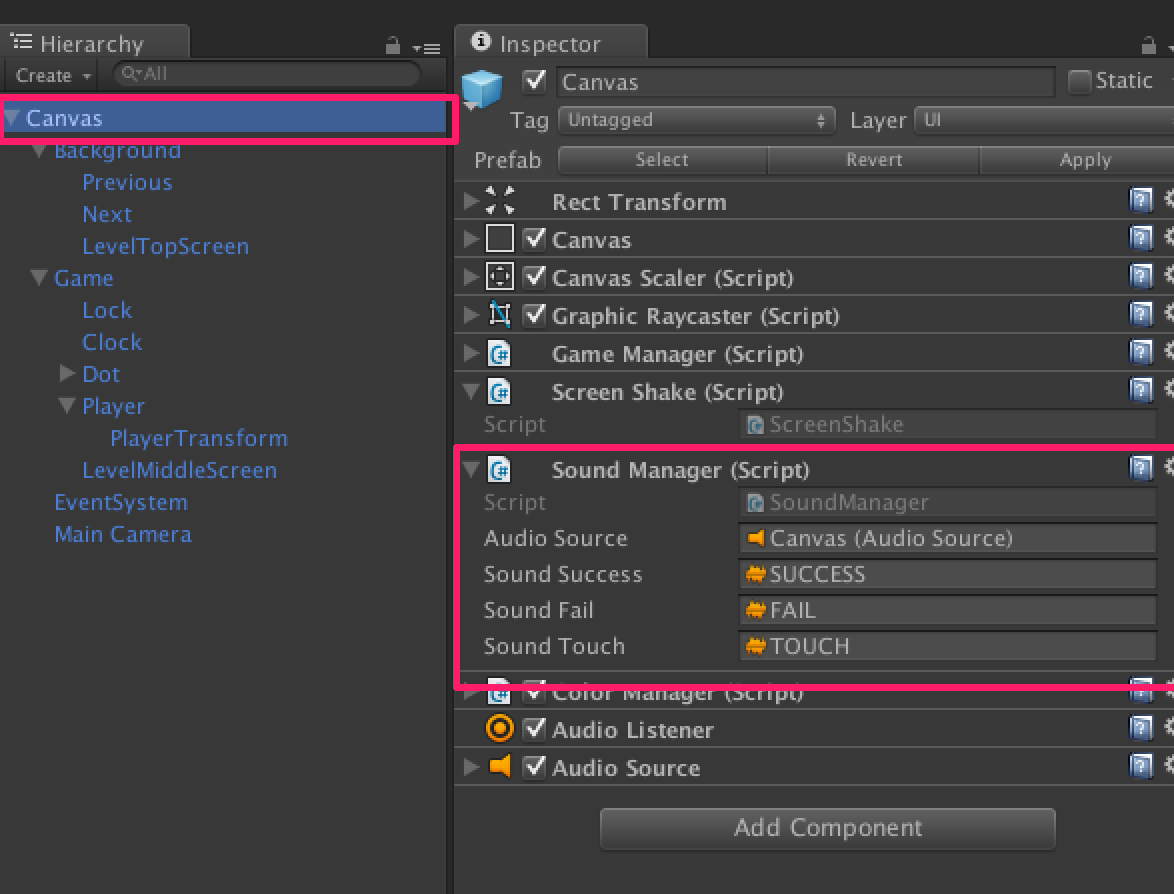 Hierarchy
Create
All
Canvas
Background
Previous
Next
LevelTopScreen
Game
Lock
Clock
Dot
Player
PlayerTransform
LevelMiddleScreen
EventSystem
Main Camera
Inspector
Canvas
Static
Tag Untagged Layer UI
Prefab Select Revert Apply
Rect Transform
Canvas
Canvas Scaler (Script)
Graphic Raycaster (Script)
Game Manager (Script)
Screen Shake (Script)
Script ScreenShake
Sound Manager (Script)
Script SoundManager
Audio Source Canvas (Audio Source)
Sound Success SUCCESS
Sound Fail FAIL
Sound Touch TOUCH
Color Manager (Script)
Audio Listener
Audio Source
Add Component